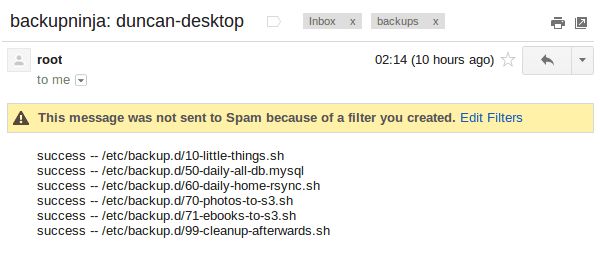 backupninja: duncan-desktop
Inbox x backups x
root 02:14 (10 hours ago)
to me
This message was not sent to Spam because of a filter you created. Edit Filters
success -- /etc/backup.d/10-little-things.sh
success -- /etc/backup.d/50-daily-all-db.mysql
success -- /etc/backup.d/60-daily-home-rsync.sh
success -- /etc/backup.d/70-photos-to-s3.sh
success -- /etc/backup.d/71-ebooks-to-s3.sh
success -- /etc/backup.d/99-cleanup-afterwards.sh